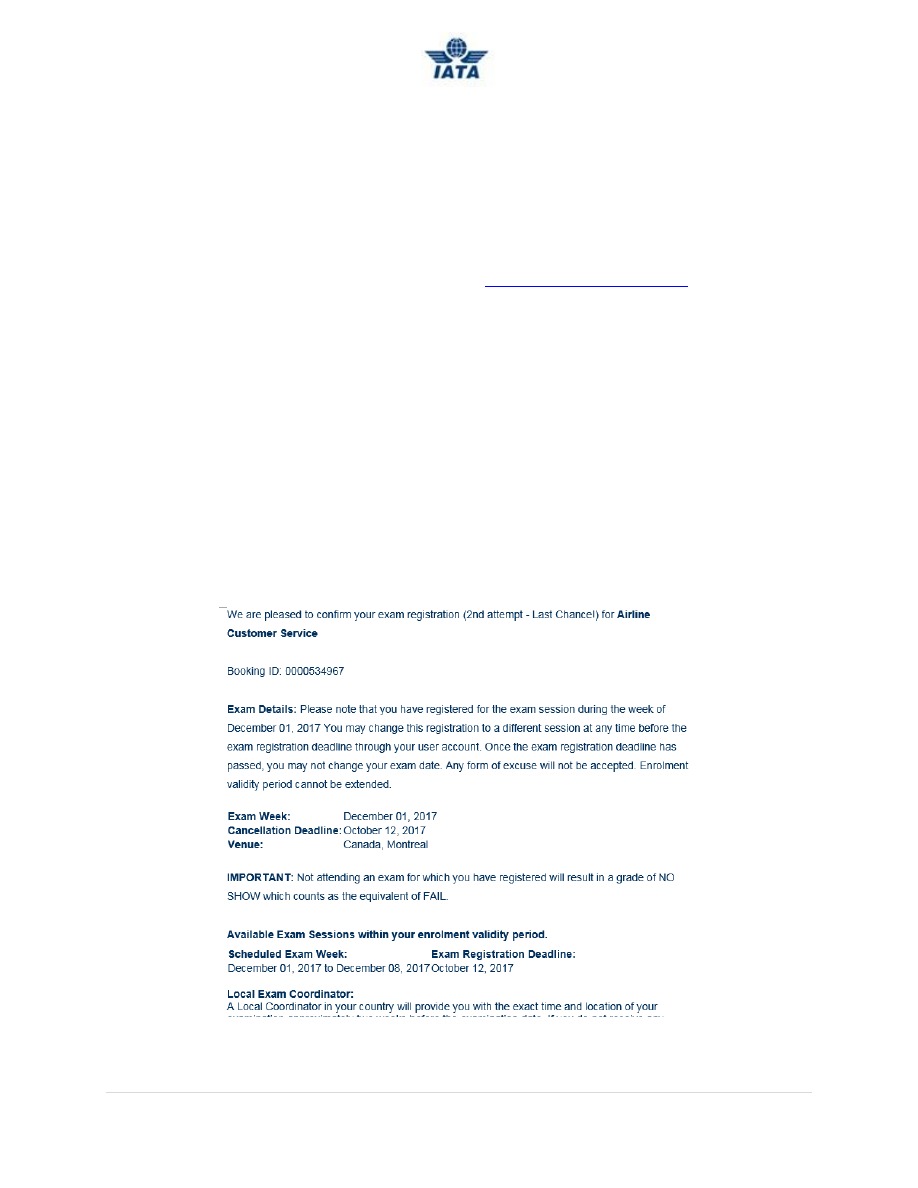 IATA
We are pleased to confirm your exam registration (2nd attempt - Last Chance!) for Airline
Customer Service
Booking ID: 0000534967
Exam Details: Please note that you have registered for the exam session during the week of
December 01, 2017 You may change this registration to a different session at any time before the
exam registration deadline through your user account. Once the exam registration deadline has
passed, you may not change your exam date. Any form of excuse will not be accepted. Enrolment
validity period cannot be extended.
Exam Week: December 01, 2017
Cancellation Deadline: October 12, 2017
Venue: Canada, Montreal
IMPORTANT: Not attending an exam for which you have registered will result in a grade of NO
SHOW which counts as the equivalent of FAIL.
Available Exam Sessions within your enrolment validity period.
Scheduled Exam Week: Exam Registration Deadline:
December 01, 2017 to December 08, 2017 October 12, 2017
Local Exam Coordinator:
A Local Coordinator in your country will provide you with the exact time and location of your